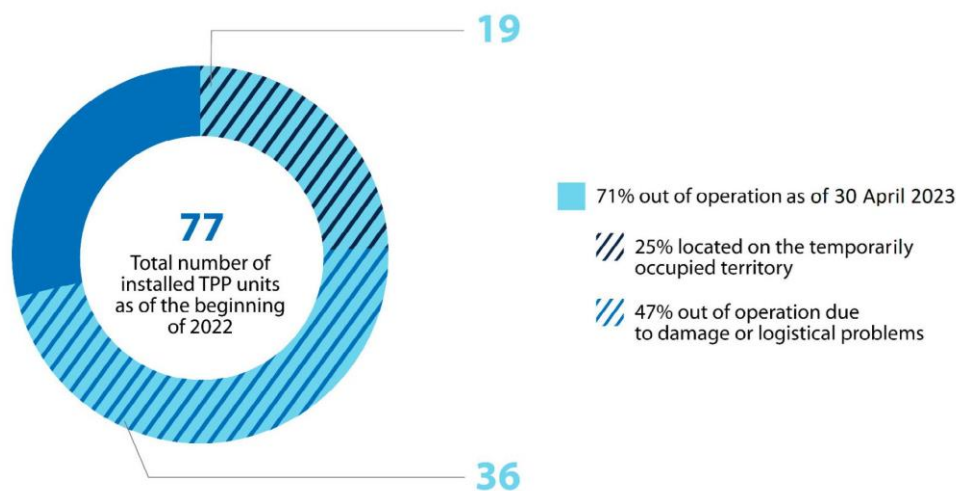 19
77
Total number of
installed TPP units
as of the beginning
of 2022
36
71% out of operation as of 30 April 2023
25% located on the temporarily
occupied territory
47% out of operation due
to damage or logistical problems